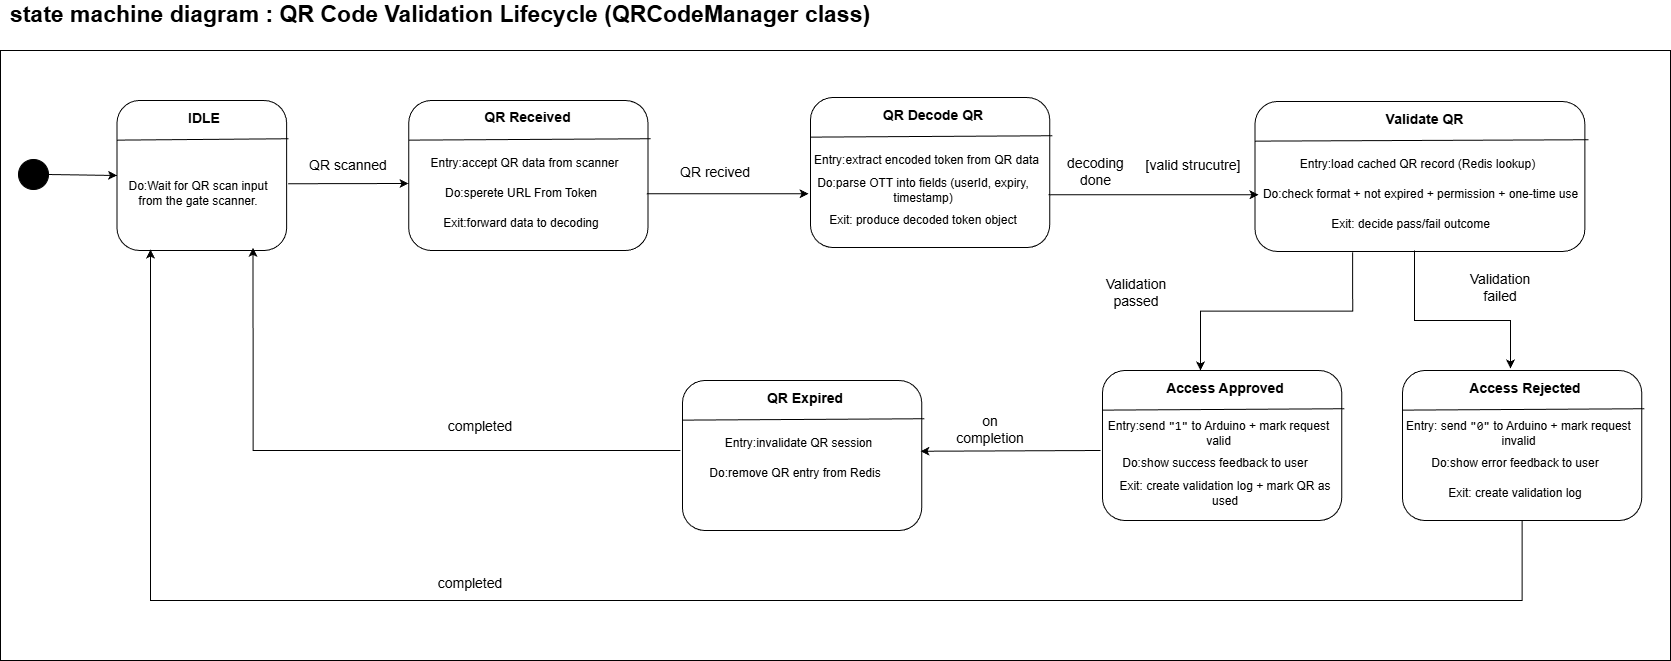 state machine diagram : QR Code Validation Lifecycle (QRCodeManager class)
IDLE
Do:Wait for QR scan input
from the gate scanner.
QR scanned
QR Received
Entry:accept QR data from scanner
Do:sperete URL From Token
Exit:forward data to decoding
QR recived
QR Decode QR
Entry:extract encoded token from QR data
Do:parse OTT into fields (userId, expiry,
timestamp)
Exit: produce decoded token object
decoding
done
[valid strucutre]
Validate QR
Entry:load cached QR record (Redis lookup)
Do:check format + not expired + permission + one-time use
Exit: decide pass/fail outcome
Validation
passed
Validation
failed
Access Approved
Entry:send "1" to Arduino + mark request
valid
Do:show success feedback to user
Exit: create validation log + mark QR as
used
Access Rejected
Entry: send "0" to Arduino + mark request
invalid
Do:show error feedback to user
Exit: create validation log
on
completion
QR Expired
Entry:invalidate QR session
Do:remove QR entry from Redis
completed
completed